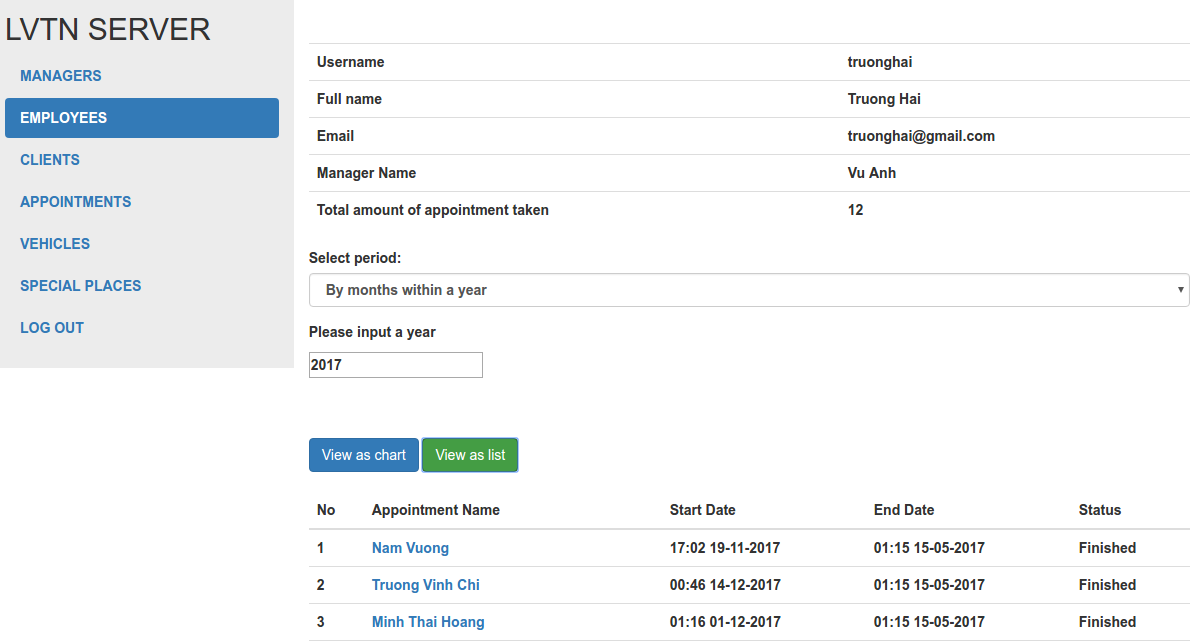 LVTN SERVER
MANAGERS
EMPLOYEES
CLIENTS
APPOINTMENTS
VEHICLES
SPECIAL PLACES
LOG OUT
Username truonghai
Full name Truong Hai
Email truonghai@gmail.com
Manager Name Vu Anh
Total amount of appointment taken 12
Select period:
By months within a year
Please input a year
2017
View as chart View as list
No Appointment Name Start Date End Date Status
1 Nam Vuong 17:02 19-11-2017 01:15 15-05-2017 Finished
2 Truong Vinh Chi 00:46 14-12-2017 01:15 15-05-2017 Finished
3 Minh Thai Hoang 01:16 01-12-2017 01:15 15-05-2017 Finished